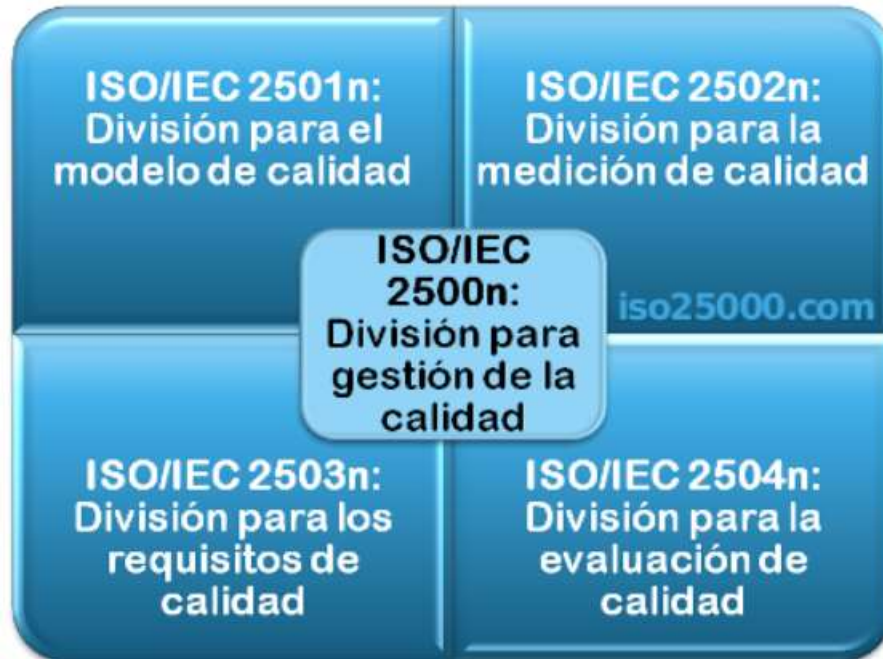 ISO/IEC 2501n:
División para el
modelo de calidad
ISO/IEC 2502n:
División para la
medición de calidad
ISO/IEC
2500n:
División para
gestión de la
calidad
iso25000.com
ISO/IEC 2503n:
División para los
requisitos de
calidad
ISO/IEC 2504n:
División para la
evaluación de
calidad